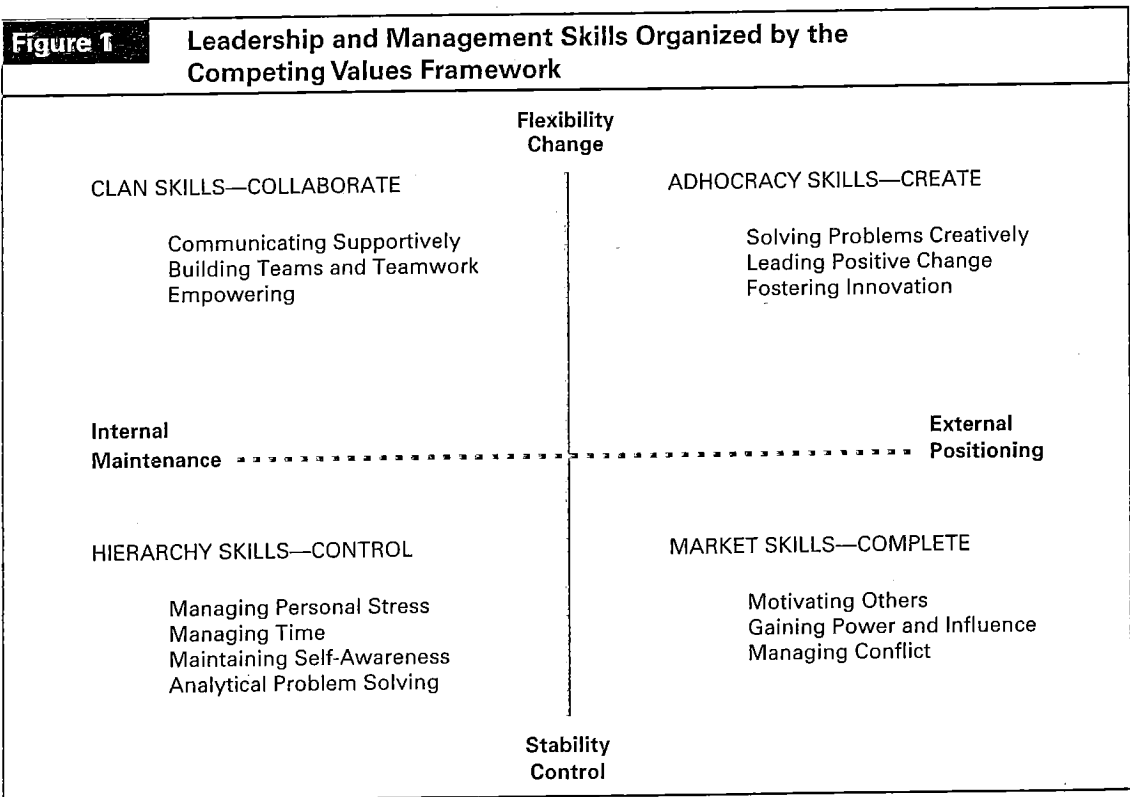 Figure 1
Leadership and Management Skills Organized by the
Competing Values Framework
Flexibility
Change
CLAN SKILLS—COLLABORATE
Communicating Supportively
Building Teams and Teamwork
Empowering
ADHOCRACY SKILLS—CREATE
Solving Problems Creatively
Leading Positive Change
Fostering Innovation
Internal
Maintenance
External
Positioning
HIERARCHY SKILLS—CONTROL
Managing Personal Stress
Managing Time
Maintaining Self-Awareness
Analytical Problem Solving
MARKET SKILLS—COMPLETE
Motivating Others
Gaining Power and Influence
Managing Conflict
Stability
Control